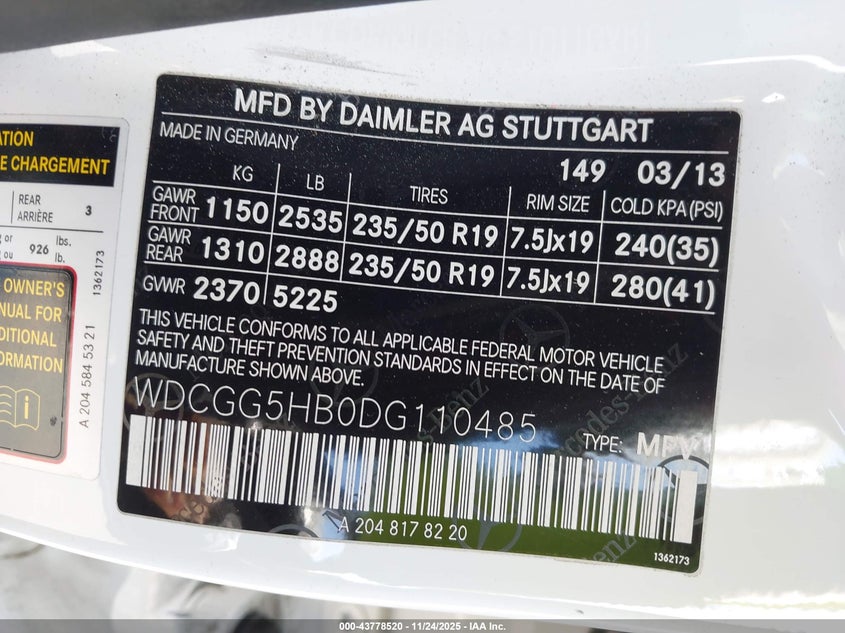 ATION
E CHARGEMENT
REAR
ARRIÈRE
3
g or
ou
926
lbs.
lb.
1362173
OWNER'S
ANUAL FOR
DITIONAL
ORMATION
A 204 584 53 21
MFD BY DAIMLER AG STUTTGART
MADE IN GERMANY
149 03/13
KG LB TIRES RIM SIZE COLD KPA (PSI)
GAWR FRONT 1150 2535 235/50 R19 7.5Jx19 240(35)
GAWR REAR 1310 2888 235/50 R19 7.5Jx19 280(41)
GVWR 2370 5225
THIS VEHICLE CONFORMS TO ALL APPLICABLE FEDERAL MOTOR VEHICLE
SAFETY AND THEFT PREVENTION STANDARDS IN EFFECT ON THE DATE OF
MANUFACTURE SHOWN ABOVE.
WDCGG5HB0DG110485
TYPE: MPV
A 204 817 82 20
1362173
000-43778520 - 11/24/2025 - IAA Inc.